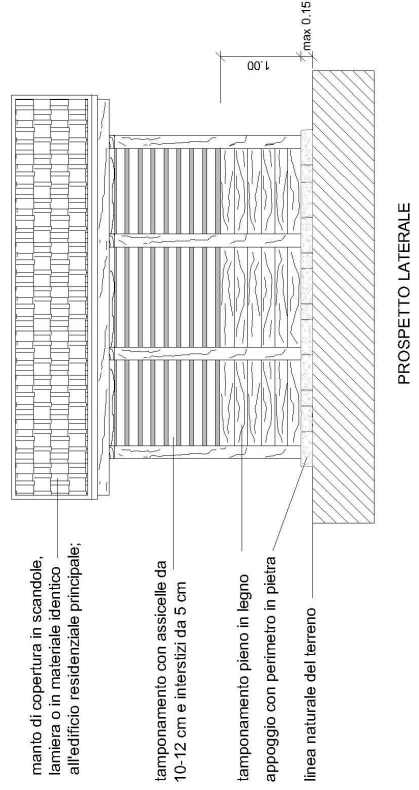 manto di copertura in scandole,
lamiera o in materiale identico
all'edificio residenziale principale;
tamponamento con assicelle da
10-12 cm e interstizi da 5 cm
tamponamento pieno in legno
appoggio con perimetro in pietra
linea naturale del terreno
1.00
max 0.15
PROSPETTO LATERALE